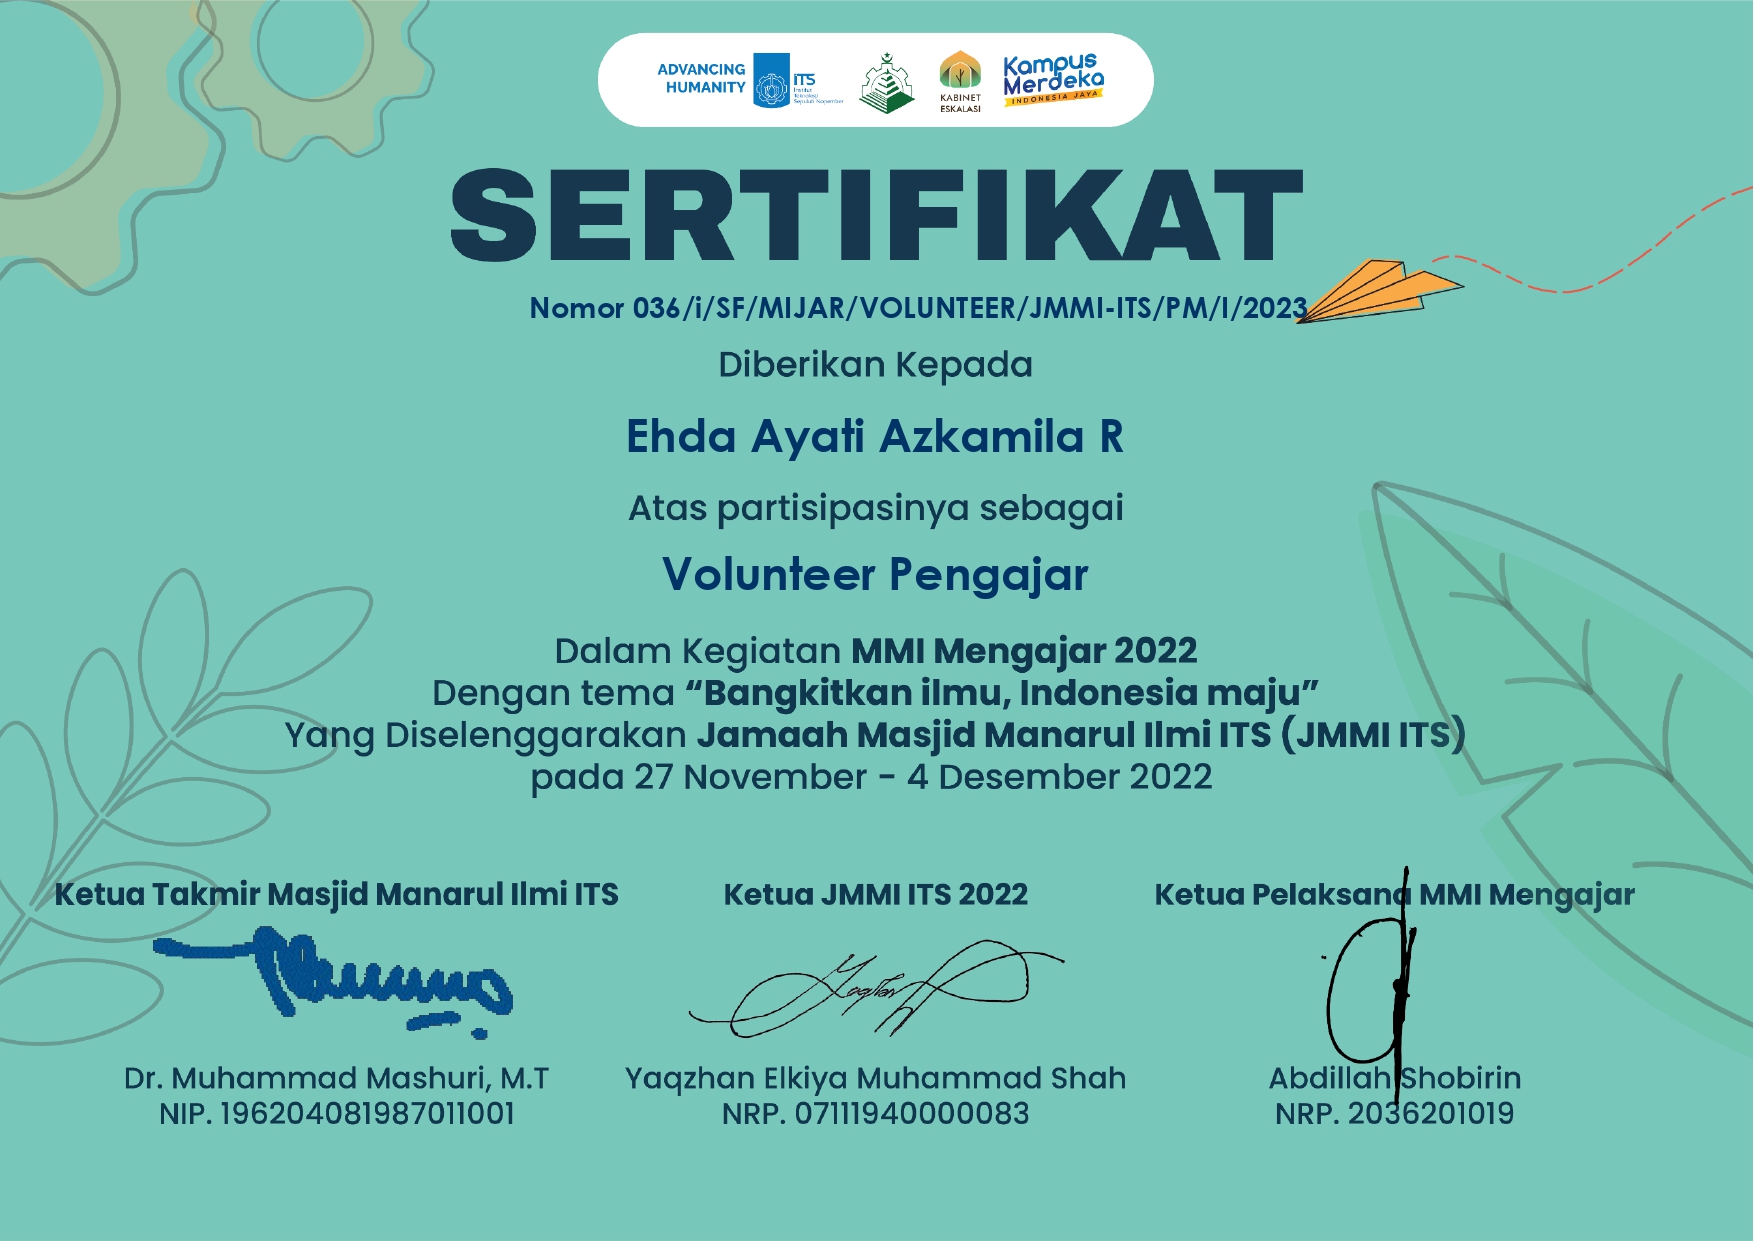 ADVANCING HUMANITY
iTS
Institut
Teknologi
Sepuluh Nopember
KABINET
ESKALASI
Kampus
Merdeka
INDONESIA JAYA
SERTIFIKAT
Nomor 036/i/SF/MIJAR/VOLUNTEER/JMMI-ITS/PM/I/2023
Diberikan Kepada
Ehda Ayati Azkamila R
Atas partisipasinya sebagai
Volunteer Pengajar
Dalam Kegiatan MMI Mengajar 2022
Dengan tema “Bangkitkan ilmu, Indonesia maju”
Yang Diselenggarakan Jamaah Masjid Manarul Ilmi ITS (JMMI ITS)
pada 27 November - 4 Desember 2022
Ketua Takmir Masjid Manarul Ilmi ITS
Dr. Muhammad Mashuri, M.T
NIP. 196204081987011001
Ketua JMMI ITS 2022
Yaqzhan Elkiya Muhammad Shah
NRP. 07111940000083
Ketua Pelaksana MMI Mengajar
Abdillah Shobirin
NRP. 2036201019